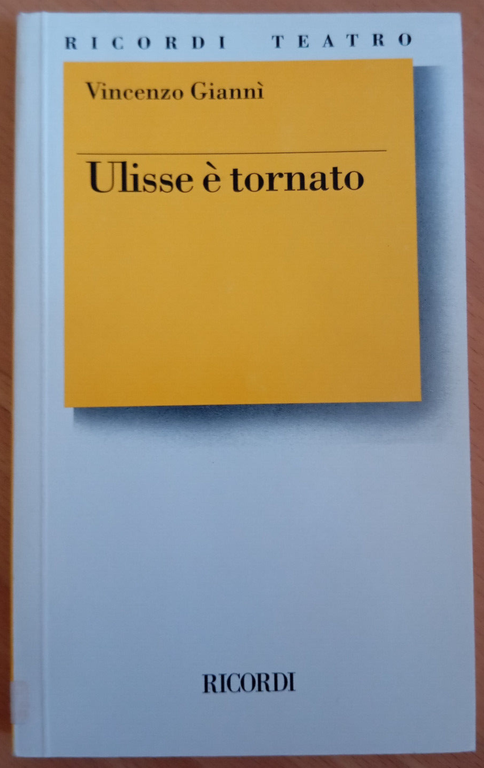 RICORDI TEATRO
Vincenzo Giannì
Ulisse è tornato
RICORDI